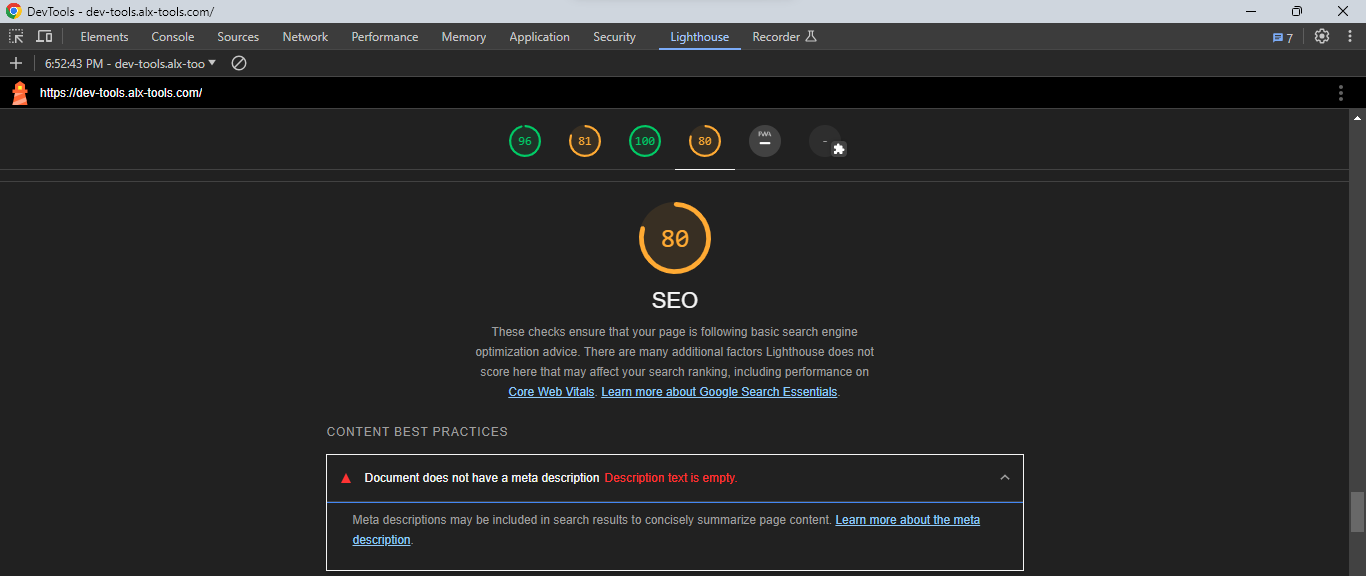 DevTools - dev-tools.alx-tools.com/
Elements Console Sources Network Performance Memory Application Security Lighthouse Recorder 7
6:52:43 PM - dev-tools.alx-too
https://dev-tools.alx-tools.com/
96 81 100 80 PWA -
80
SEO
These checks ensure that your page is following basic search engine
optimization advice. There are many additional factors Lighthouse does not
score here that may affect your search ranking, including performance on
Core Web Vitals. Learn more about Google Search Essentials.
CONTENT BEST PRACTICES
Document does not have a meta description Description text is empty.
Meta descriptions may be included in search results to concisely summarize page content. Learn more about the meta
description.